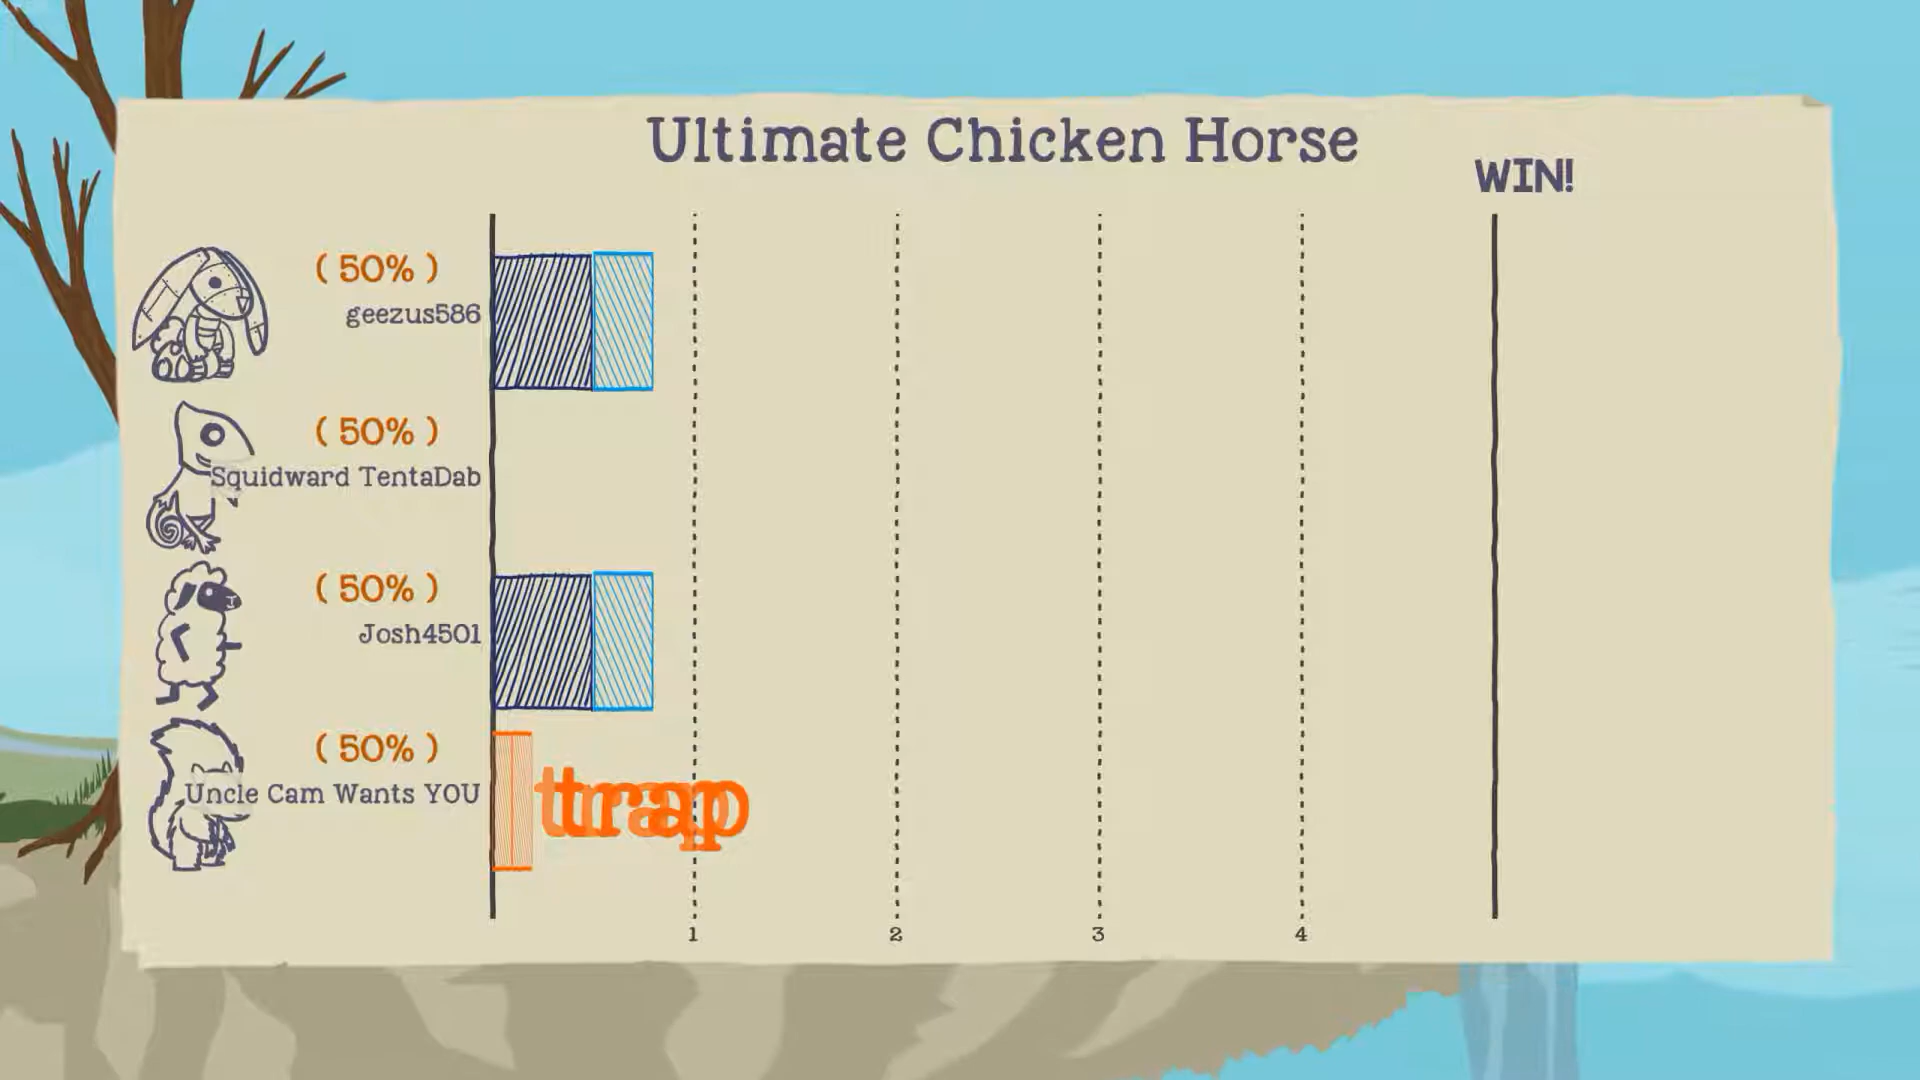 Ultimate Chicken Horse
WIN!
( 50% )
geezus586
( 50% )
Squidward TentaDab
( 50% )
Josh4501
( 50% )
Uncle Cam Wants YOU
trap
1 2 3 4